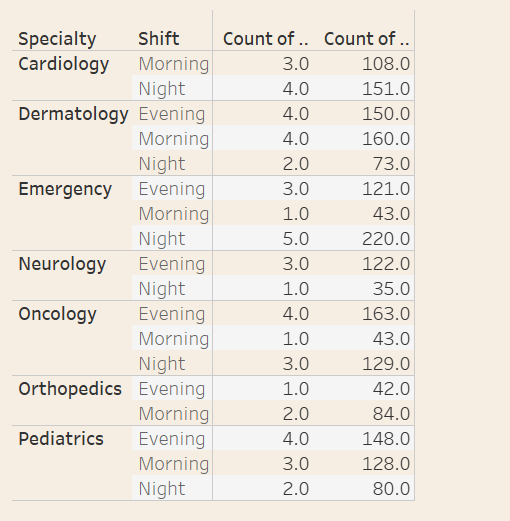 Specialty Shift Count of .. Count of ..
Cardiology Morning 3.0 108.0
Night 4.0 151.0
Dermatology Evening 4.0 150.0
Morning 4.0 160.0
Night 2.0 73.0
Emergency Evening 3.0 121.0
Morning 1.0 43.0
Night 5.0 220.0
Neurology Evening 3.0 122.0
Night 1.0 35.0
Oncology Evening 4.0 163.0
Morning 1.0 43.0
Night 3.0 129.0
Orthopedics Evening 1.0 42.0
Morning 2.0 84.0
Pediatrics Evening 4.0 148.0
Morning 3.0 128.0
Night 2.0 80.0